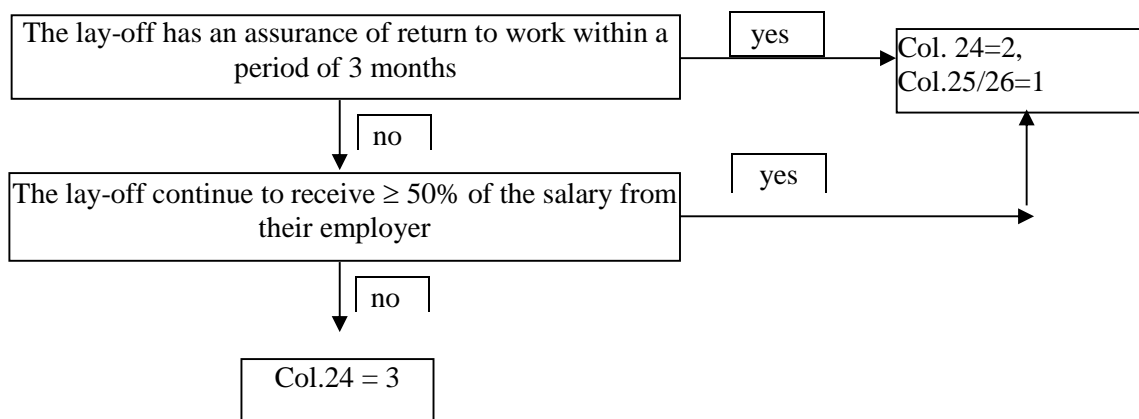 The lay-off has an assurance of return to work within a
period of 3 months
yes
Col. 24=2,
Col.25/26=1
no
The lay-off continue to receive ≥ 50% of the salary from
their employer
yes
no
Col.24 = 3